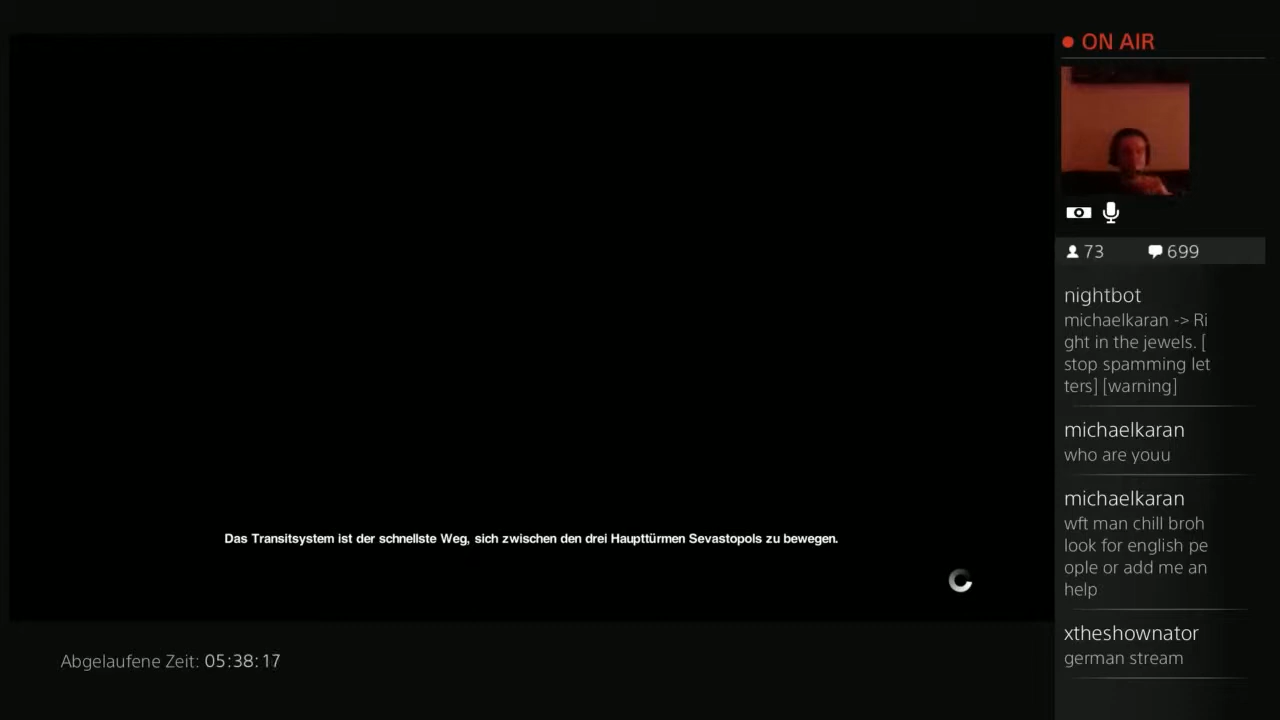 ON AIR
73 699
nightbot
michaelkaran -> Ri
ght in the jewels. [
stop spamming let
ters] [warning]
michaelkaran
who are youu
michaelkaran
wft man chill broh
look for english pe
ople or add me an
help
xtheshownator
german stream
Das Transitsystem ist der schnellste Weg, sich zwischen den drei Haupttürmen Sevastopols zu bewegen.
Abgelaufene Zeit: 05:38:17